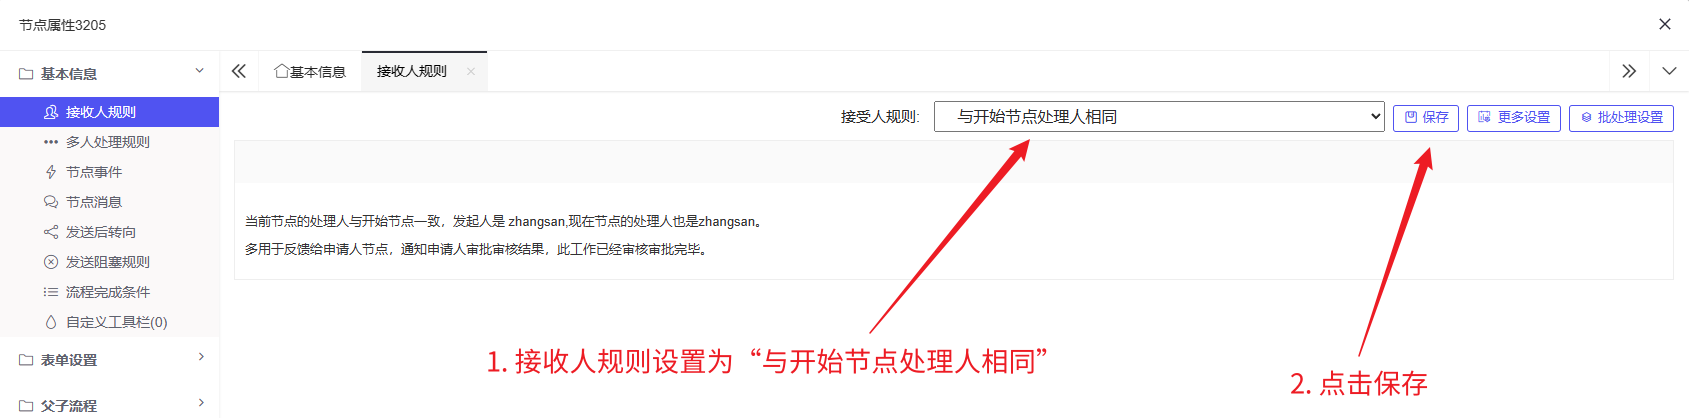 节点属性3205
基本信息
接收人规则
多人处理规则
节点事件
节点消息
发送后转向
发送阻塞规则
流程完成条件
自定义工具栏(0)
表单设置
父子流程
基本信息
接收人规则
接受人规则:
与开始节点处理人相同
保存
更多设置
批处理设置
当前节点的处理人与开始节点一致，发起人是 zhangsan,现在节点的处理人也是zhangsan。
多用于反馈给申请人节点，通知申请人审批审核结果，此工作已经审核审批完毕。
1. 接收人规则设置为“与开始节点处理人相同”
2. 点击保存